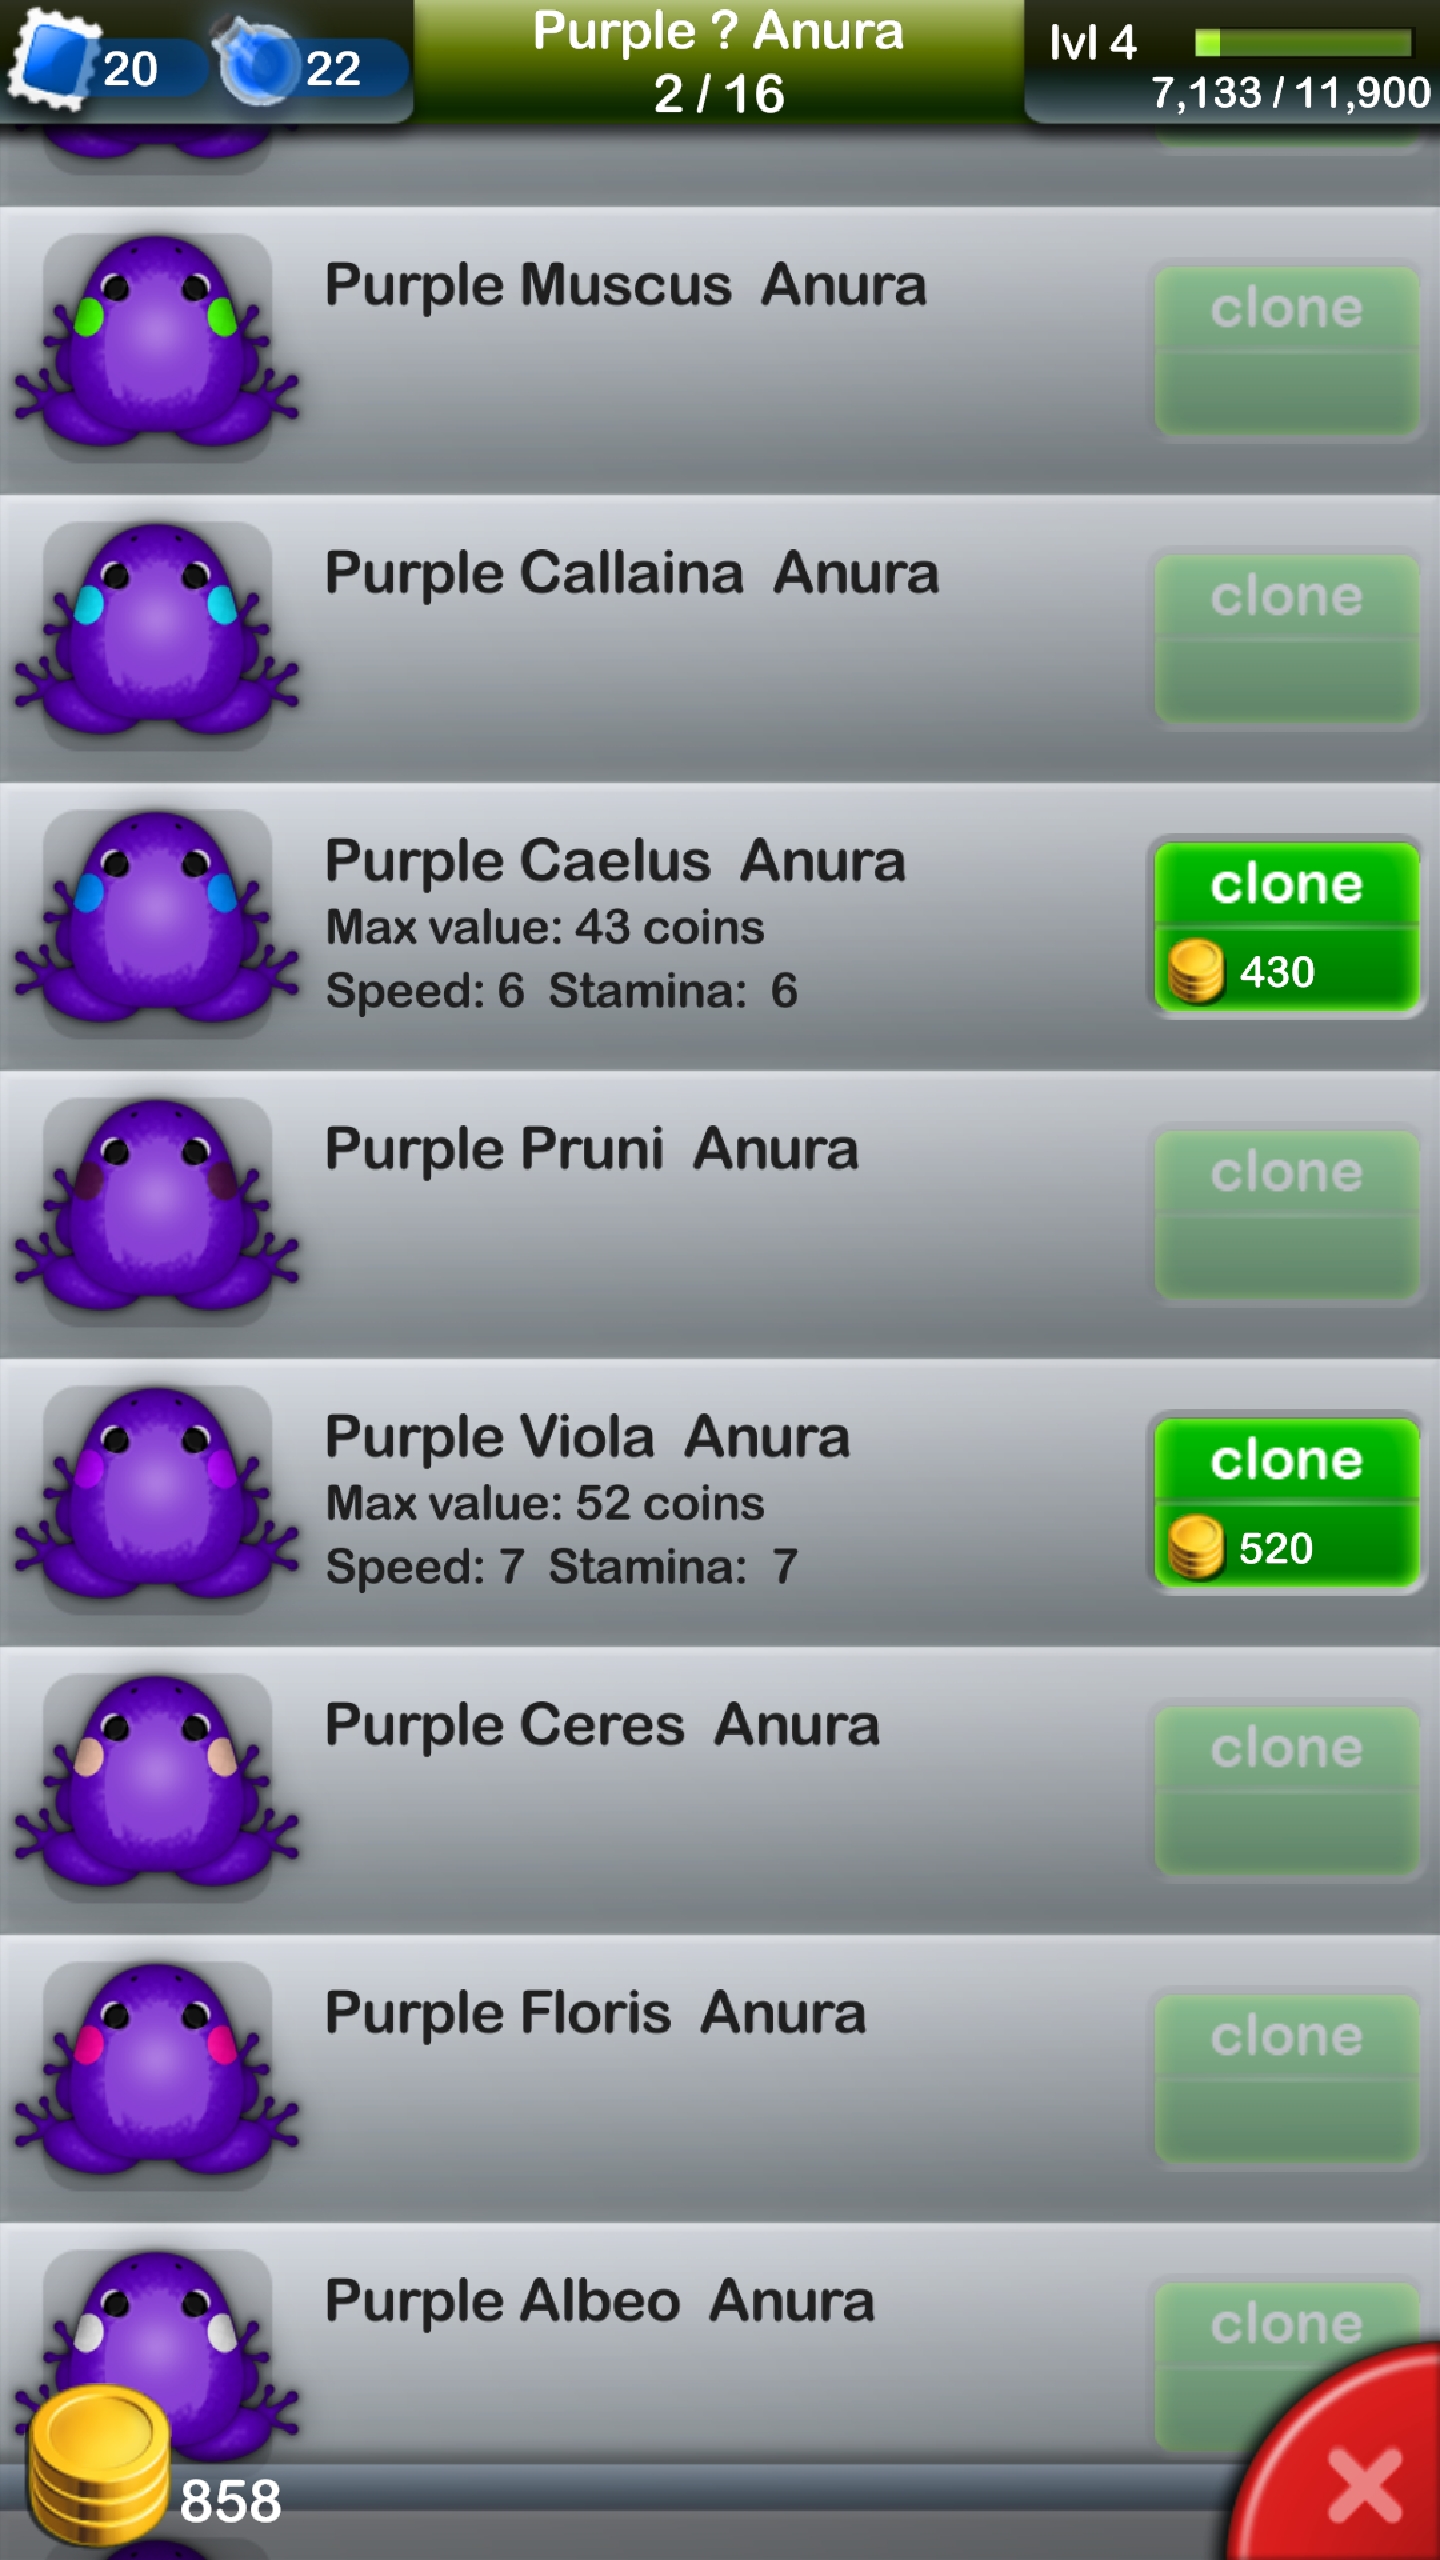 20
22
Purple ? Anura
2 / 16
lvl 4
7,133 / 11,900
Purple Muscus Anura
clone
Purple Callaina Anura
clone
Purple Caelus Anura
Max value: 43 coins
Speed: 6 Stamina: 6
clone
430
Purple Pruni Anura
clone
Purple Viola Anura
Max value: 52 coins
Speed: 7 Stamina: 7
clone
520
Purple Ceres Anura
clone
Purple Floris Anura
clone
Purple Albeo Anura
clone
858